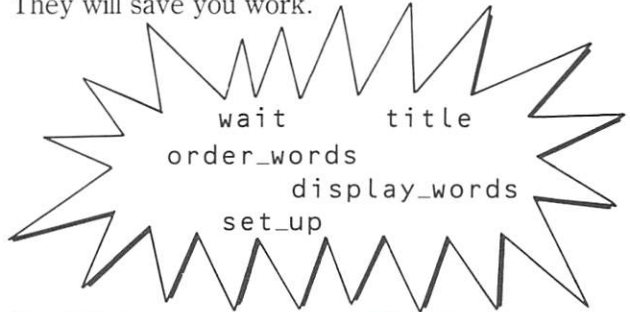 They will save you work.
wait title
order_words
display_words
set_up